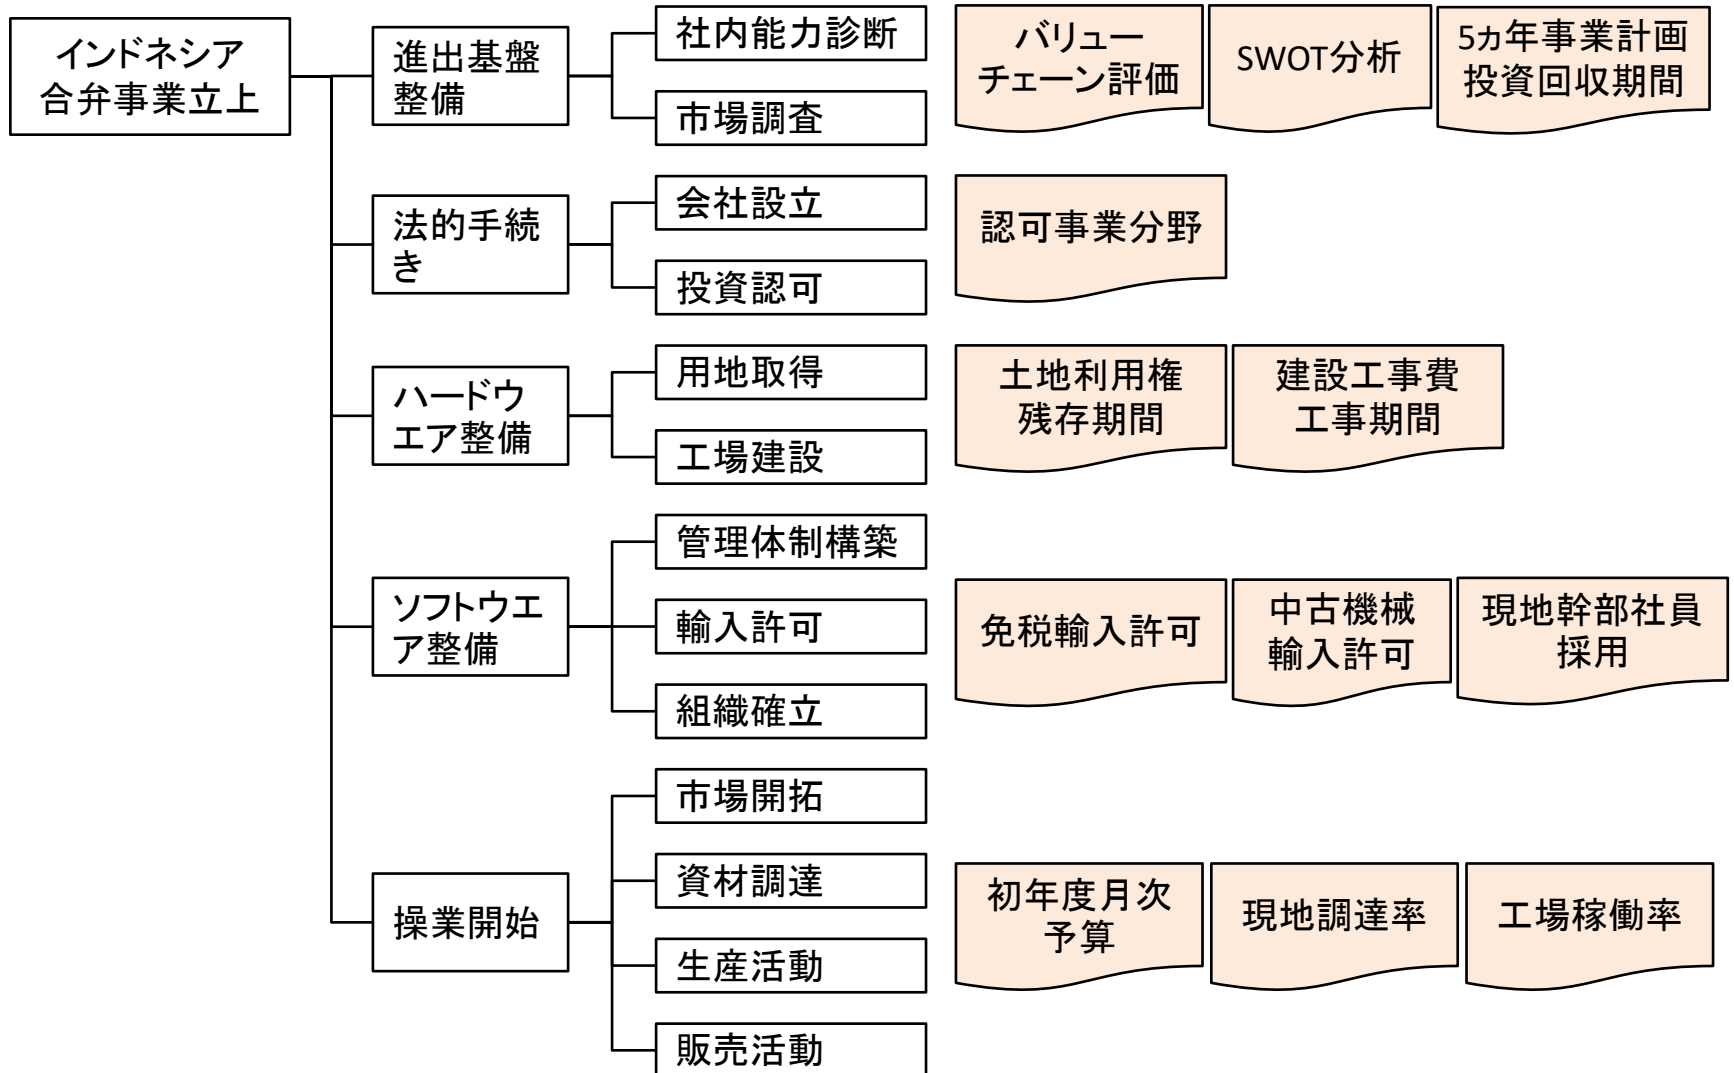 インドネシア
合弁事業立上
進出基盤
整備
社内能力診断
市場調査
バリュー
チェーン評価
SWOT分析
5ヵ年事業計画
投資回収期間
法的手続
き
会社設立
投資認可
認可事業分野
ハードウ
エア整備
用地取得
工場建設
土地利用権
残存期間
建設工事費
工事期間
ソフトウエ
ア整備
管理体制構築
輸入許可
組織確立
免税輸入許可
中古機械
輸入許可
現地幹部社員
採用
操業開始
市場開拓
資材調達
生産活動
販売活動
初年度月次
予算
現地調達率
工場稼働率